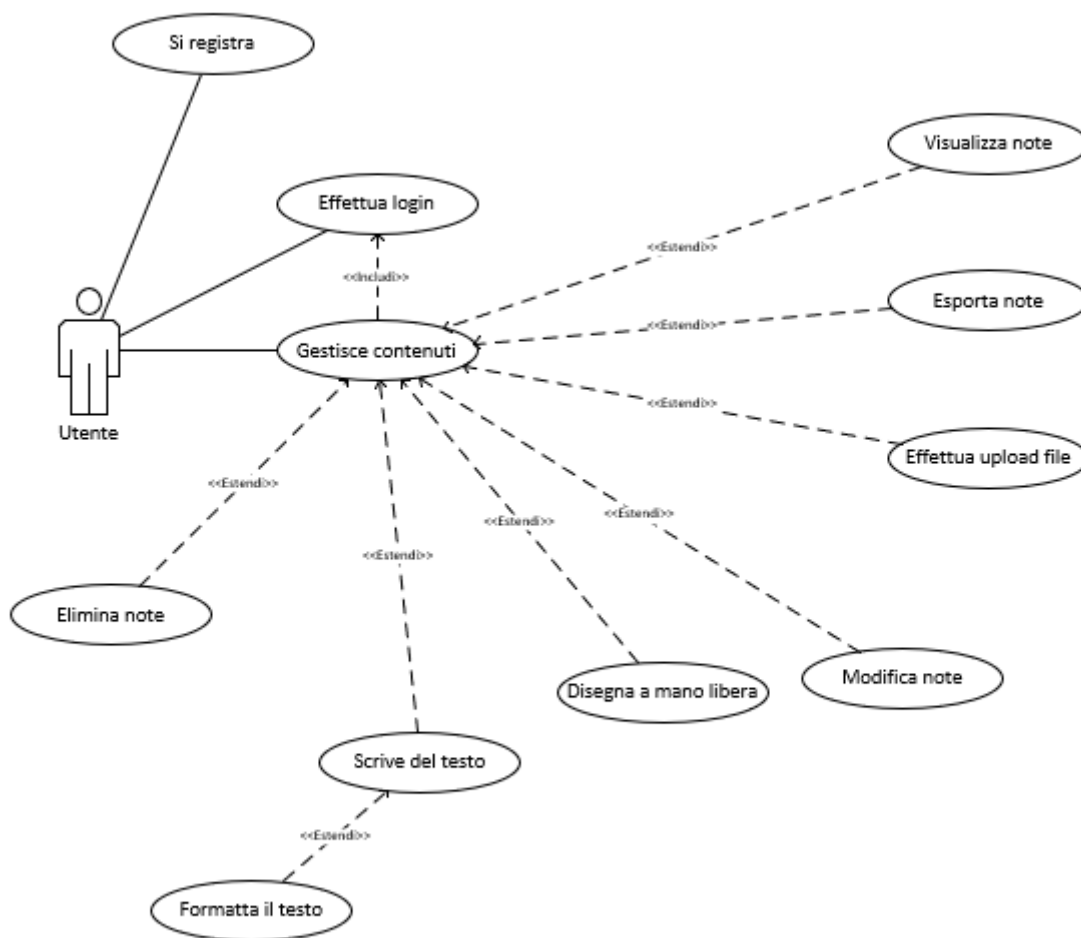 Si registra
Visualizza note
Effettua login
<<Estendi>>
<<Includi>>
Esporta note
<<Estendi>>
Gestisce contenuti
<<Estendi>>
Utente
Effettua upload file
<<Estendi>>
<<Estendi>>
<<Estendi>>
<<Estendi>>
Elimina note
Modifica note
Disegna a mano libera
Scrive del testo
<<Estendi>>
Formatta il testo